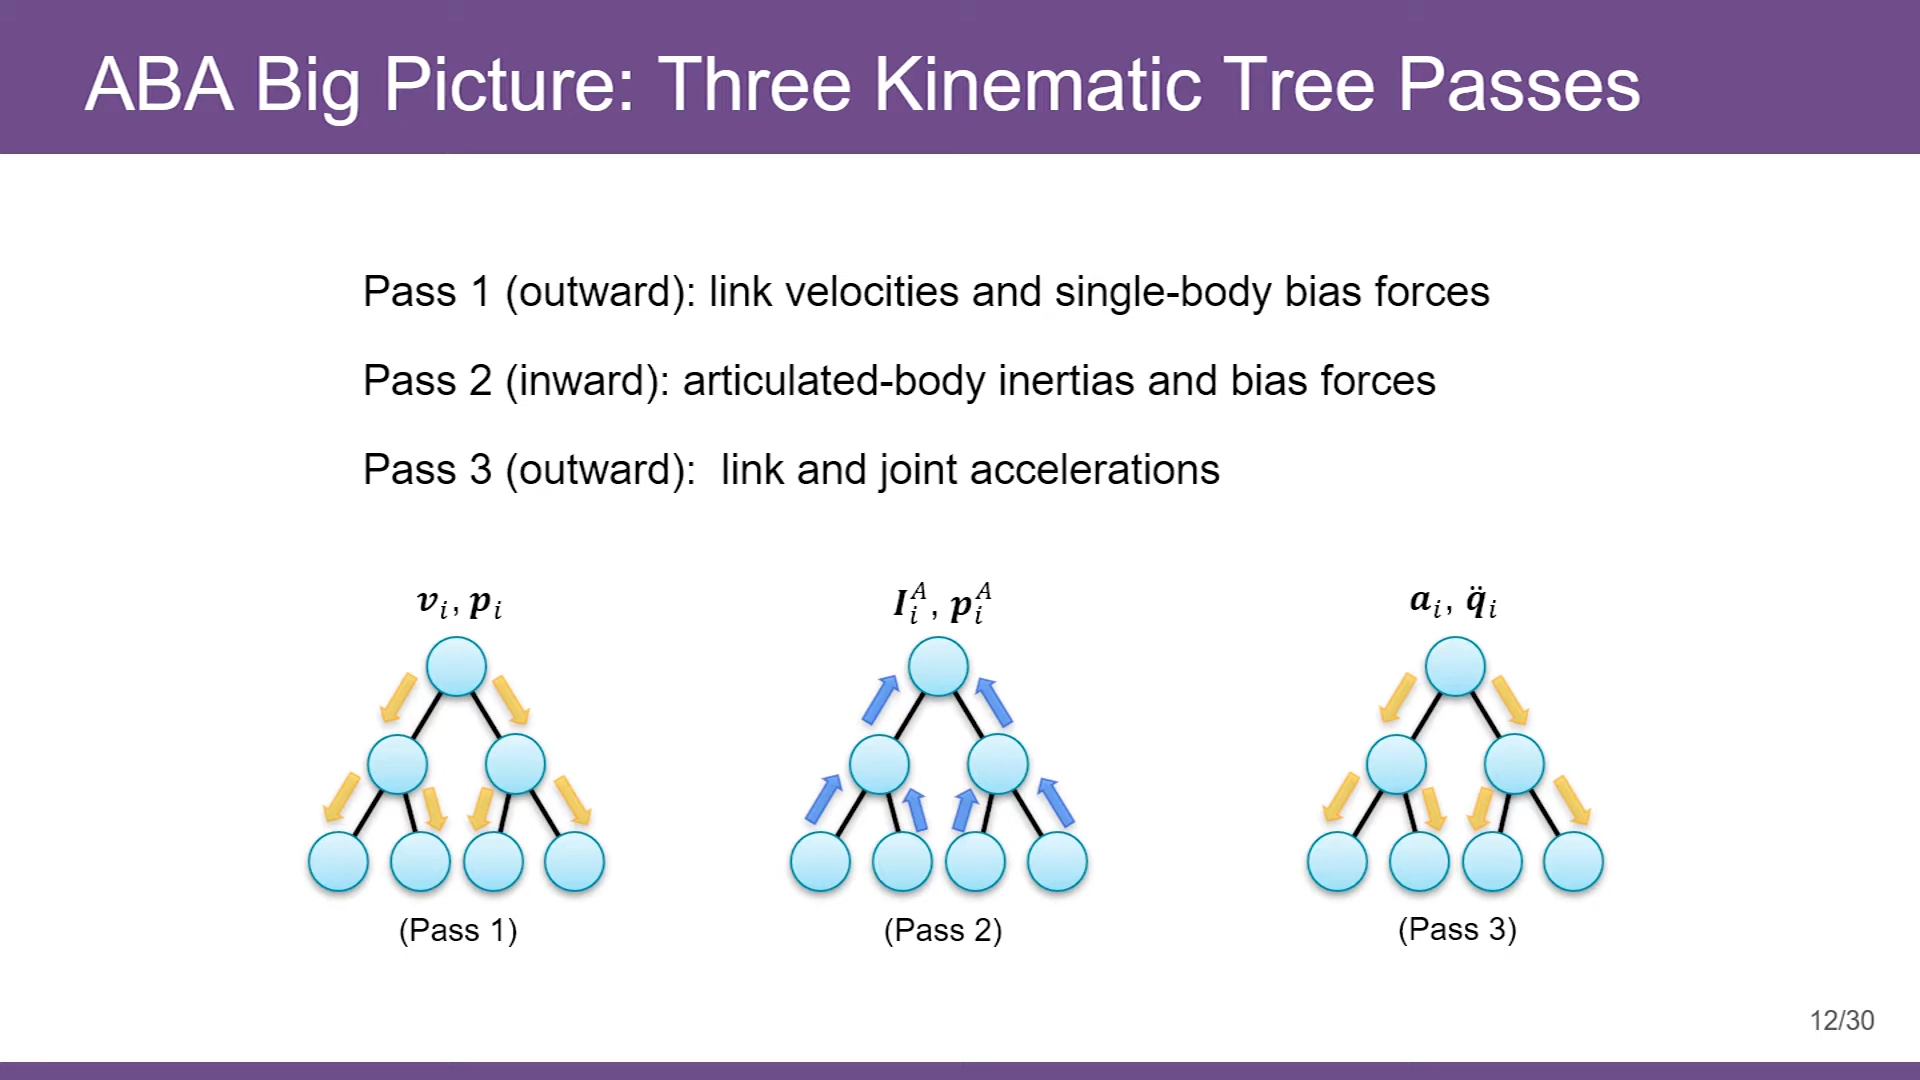 ABA Big Picture: Three Kinematic Tree Passes
Pass 1 (outward): link velocities and single-body bias forces
Pass 2 (inward): articulated-body inertias and bias forces
Pass 3 (outward): link and joint accelerations
𝒗ᵢ, 𝒑ᵢ
𝑰ᵢᴬ, 𝒑ᵢᴬ
𝒂ᵢ, 𝒒̈ᵢ
(Pass 1)
(Pass 2)
(Pass 3)
12/30